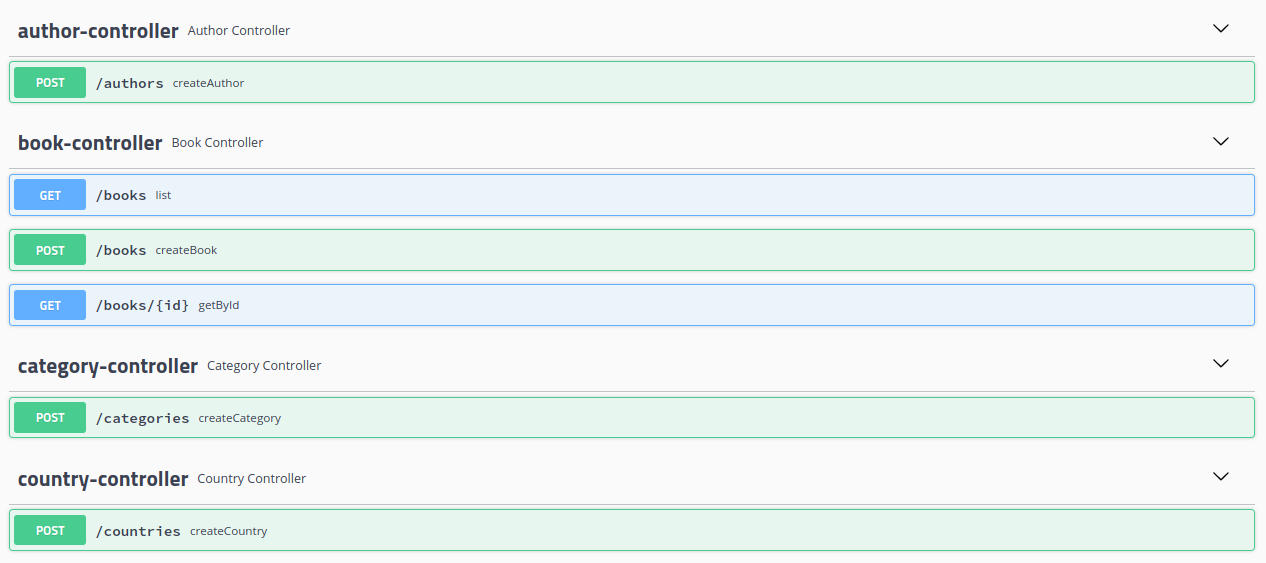 author-controller Author Controller
POST /authors createAuthor
book-controller Book Controller
GET /books list
POST /books createBook
GET /books/{id} getById
category-controller Category Controller
POST /categories createCategory
country-controller Country Controller
POST /countries createCountry